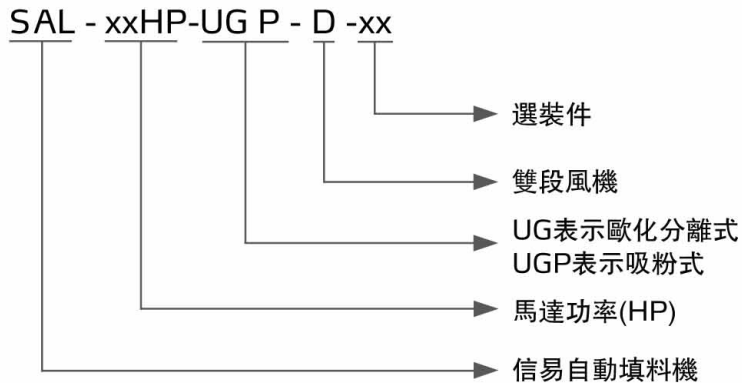 SAL - xxHP-UG P - D -xx
選裝件
雙段風機
UG表示歐化分離式
UGP表示吸粉式
馬達功率(HP)
信易自動填料機